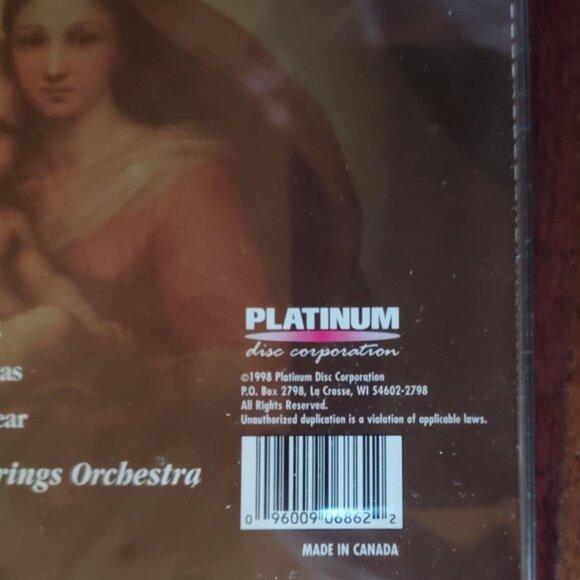 as
ear
rings Orchestra
PLATINUM
disc corporation
©1998 Platinum Disc Corporation
P.O. Box 2798, La Crosse, WI 54602-2798
All Rights Reserved.
Unauthorized duplication is a violation of applicable laws.
0 96009 06862 2
MADE IN CANADA